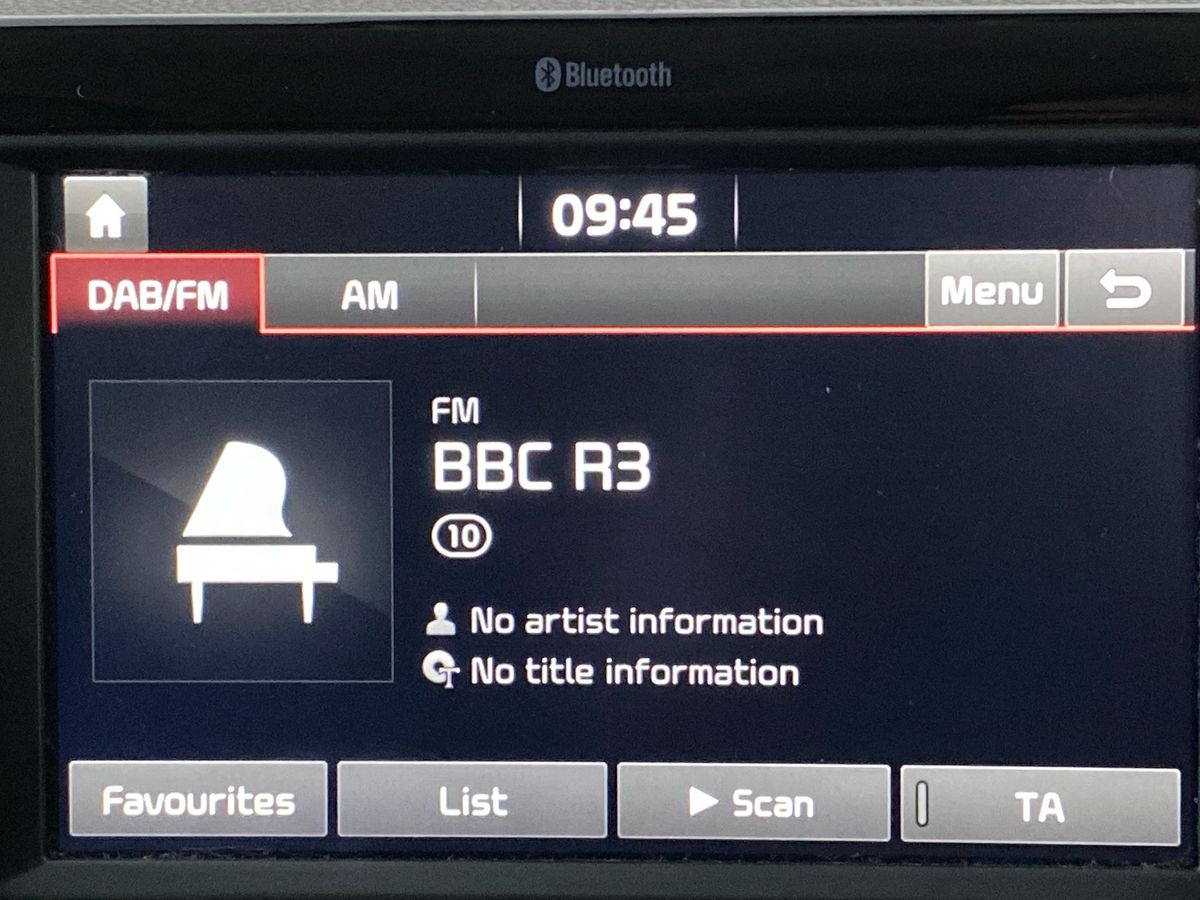 Bluetooth
09:45
DAB/FM AM Menu
FM
BBC R3
10
No artist information
No title information
Favourites List Scan TA